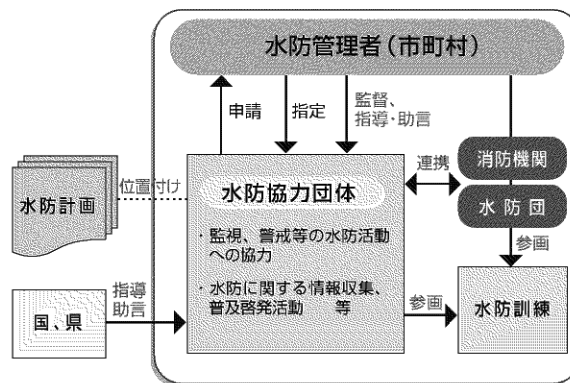 水防管理者(市町村)
申請
指定
監督、
指導・助言
連携
消防機関
水防団
水防計画
位置付け
水防協力団体
・監視、警戒等の水防活動
への協力
・水防に関する情報収集、
普及啓発活動　等
参画
国、県
指導
助言
参画
水防訓練